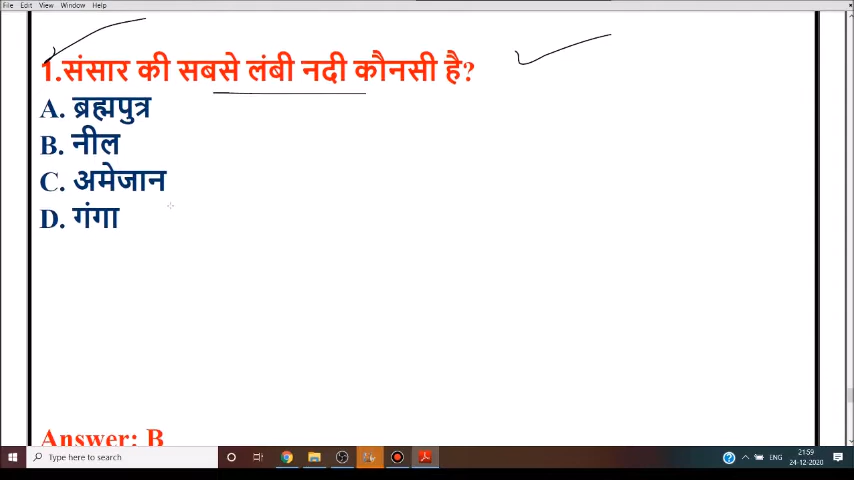 File Edit View Window Help
1.संसार की सबसे लंबी नदी कौनसी है?
A. ब्रह्मपुत्र
B. नील
C. अमेजान
D. गंगा
Answer: B
Type here to search
ENG
21:59
24-12-2020